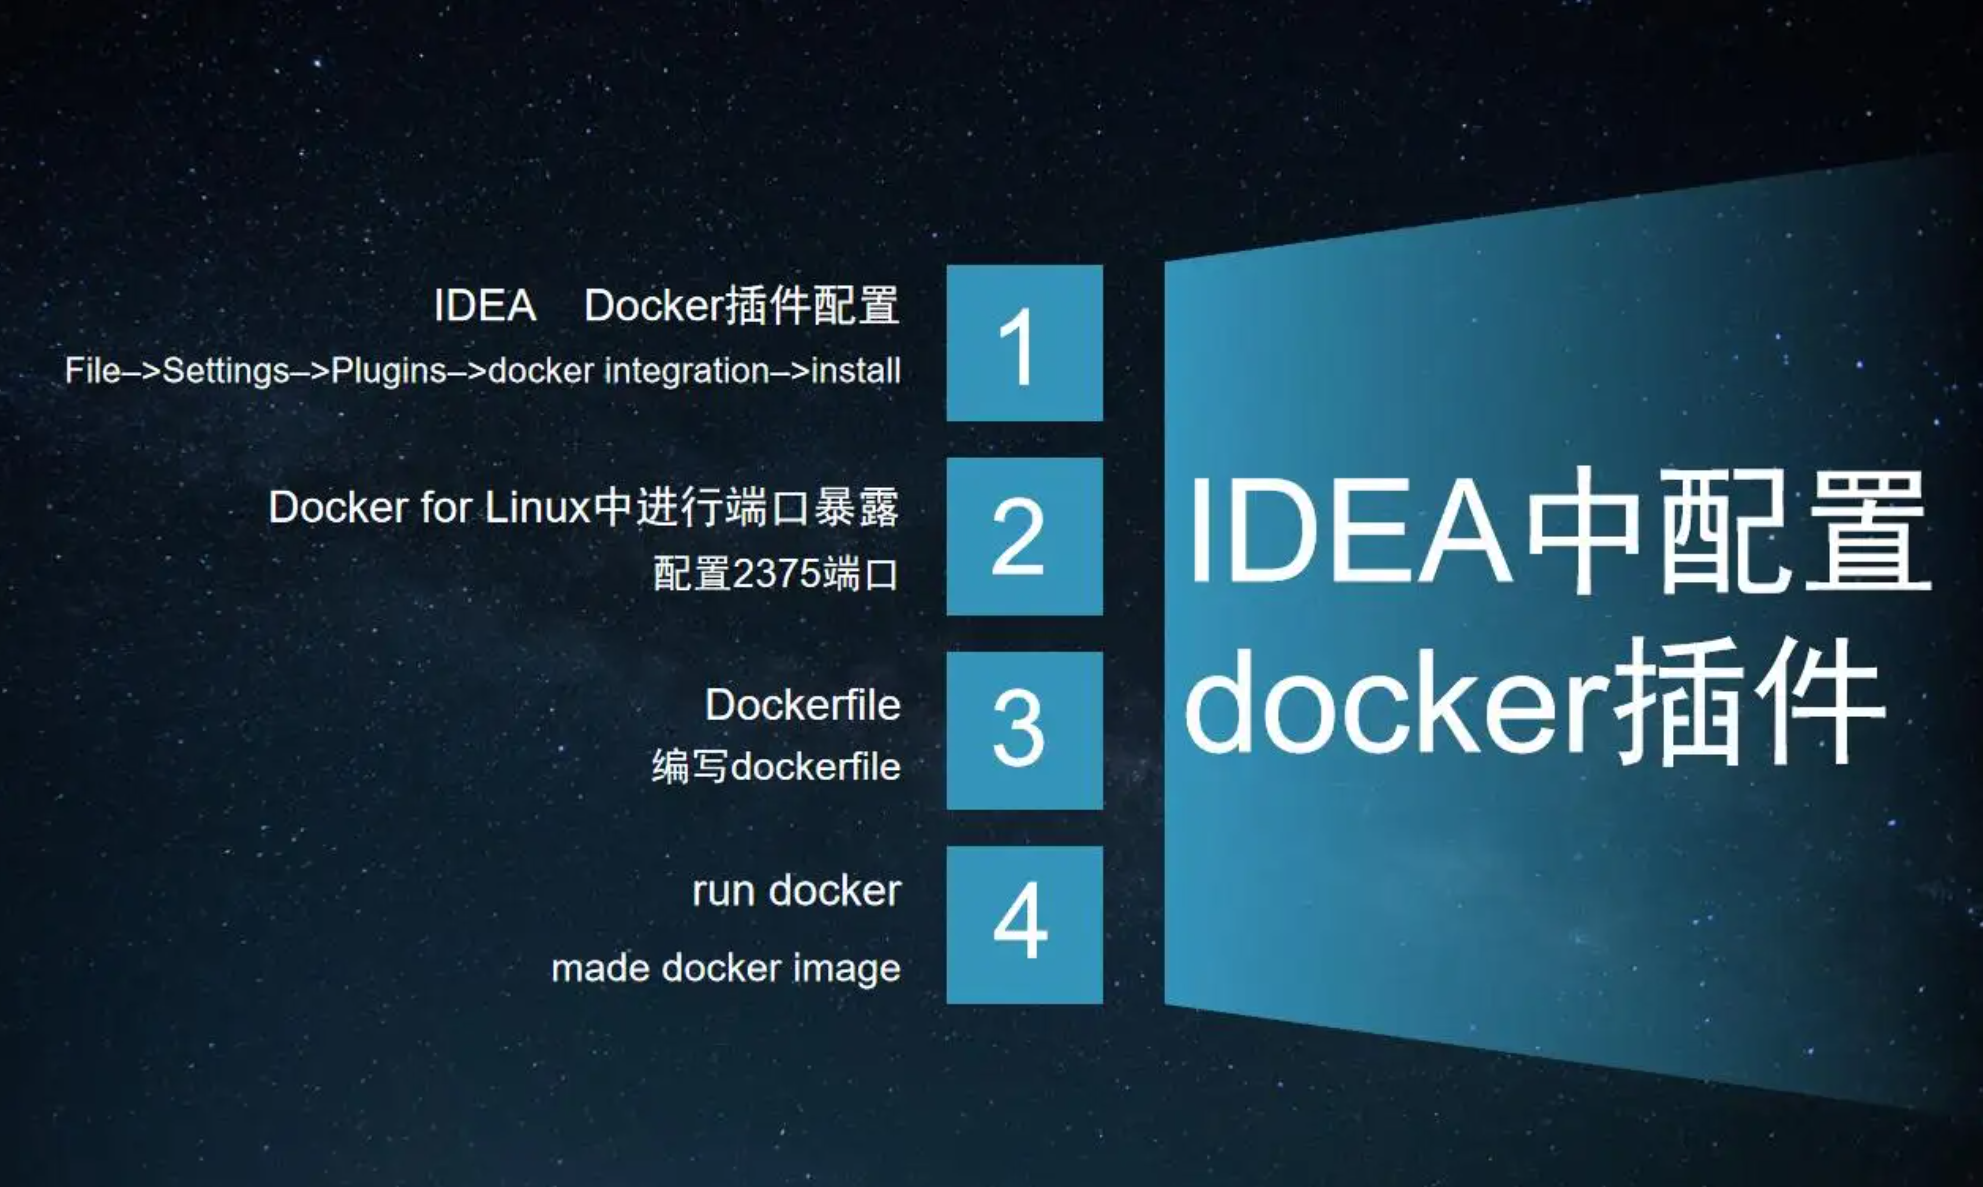 IDEA Docker插件配置
File–>Settings–>Plugins–>docker integration–>install
1
Docker for Linux中进行端口暴露
配置2375端口
2
Dockerfile
编写dockerfile
3
run docker
made docker image
4
IDEA中配置
docker插件